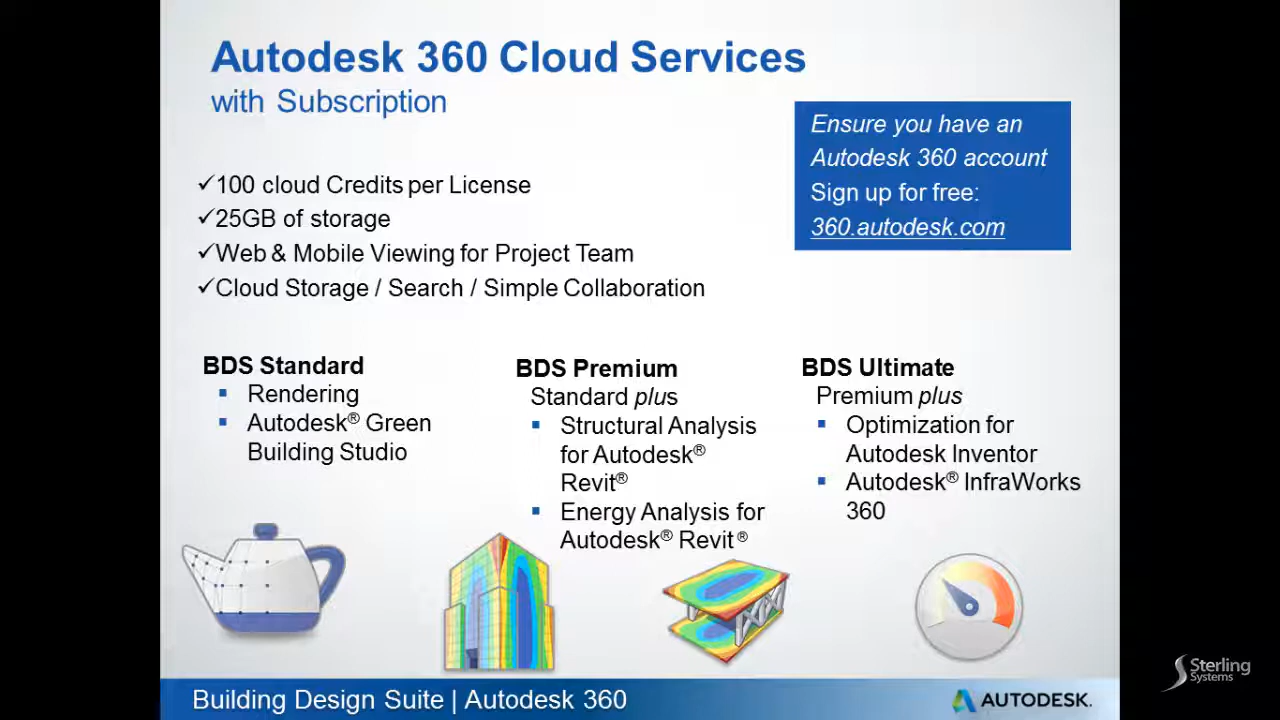 Autodesk 360 Cloud Services
with Subscription
Ensure you have an
Autodesk 360 account
Sign up for free:
360.autodesk.com
✓100 cloud Credits per License
✓25GB of storage
✓Web & Mobile Viewing for Project Team
✓Cloud Storage / Search / Simple Collaboration
BDS Standard
▪ Rendering
▪ Autodesk® Green
Building Studio
BDS Premium
Standard plus
▪ Structural Analysis
for Autodesk®
Revit®
▪ Energy Analysis for
Autodesk® Revit ®
BDS Ultimate
Premium plus
▪ Optimization for
Autodesk Inventor
▪ Autodesk® InfraWorks
360
Building Design Suite | Autodesk 360
AUTODESK.
Sterling
Systems